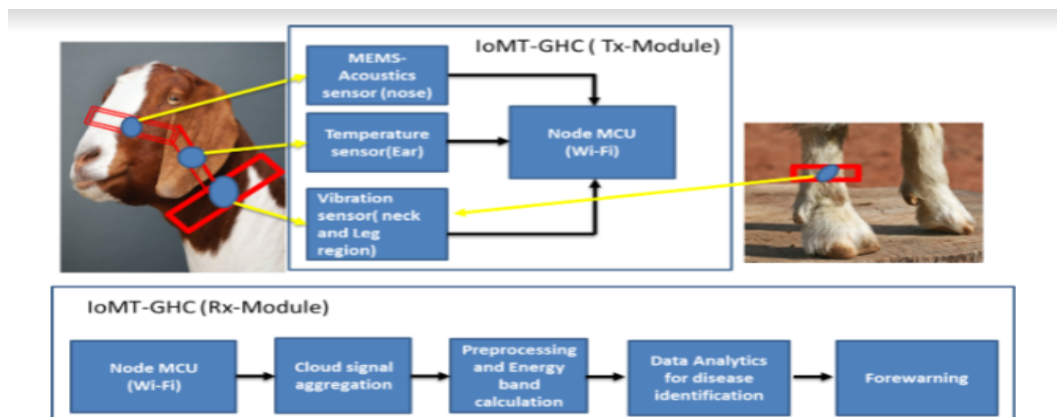 IoMT-GHC ( Tx-Module)
MEMS-
Acoustics
sensor (nose)
Temperature
sensor(Ear)
Vibration
sensor( neck
and Leg
region)
Node MCU
(Wi-Fi)
IoMT-GHC (Rx-Module)
Node MCU
(Wi-Fi)
Cloud signal
aggregation
Preprocessing
and Energy
band
calculation
Data Analytics
for disease
identification
Forewarning